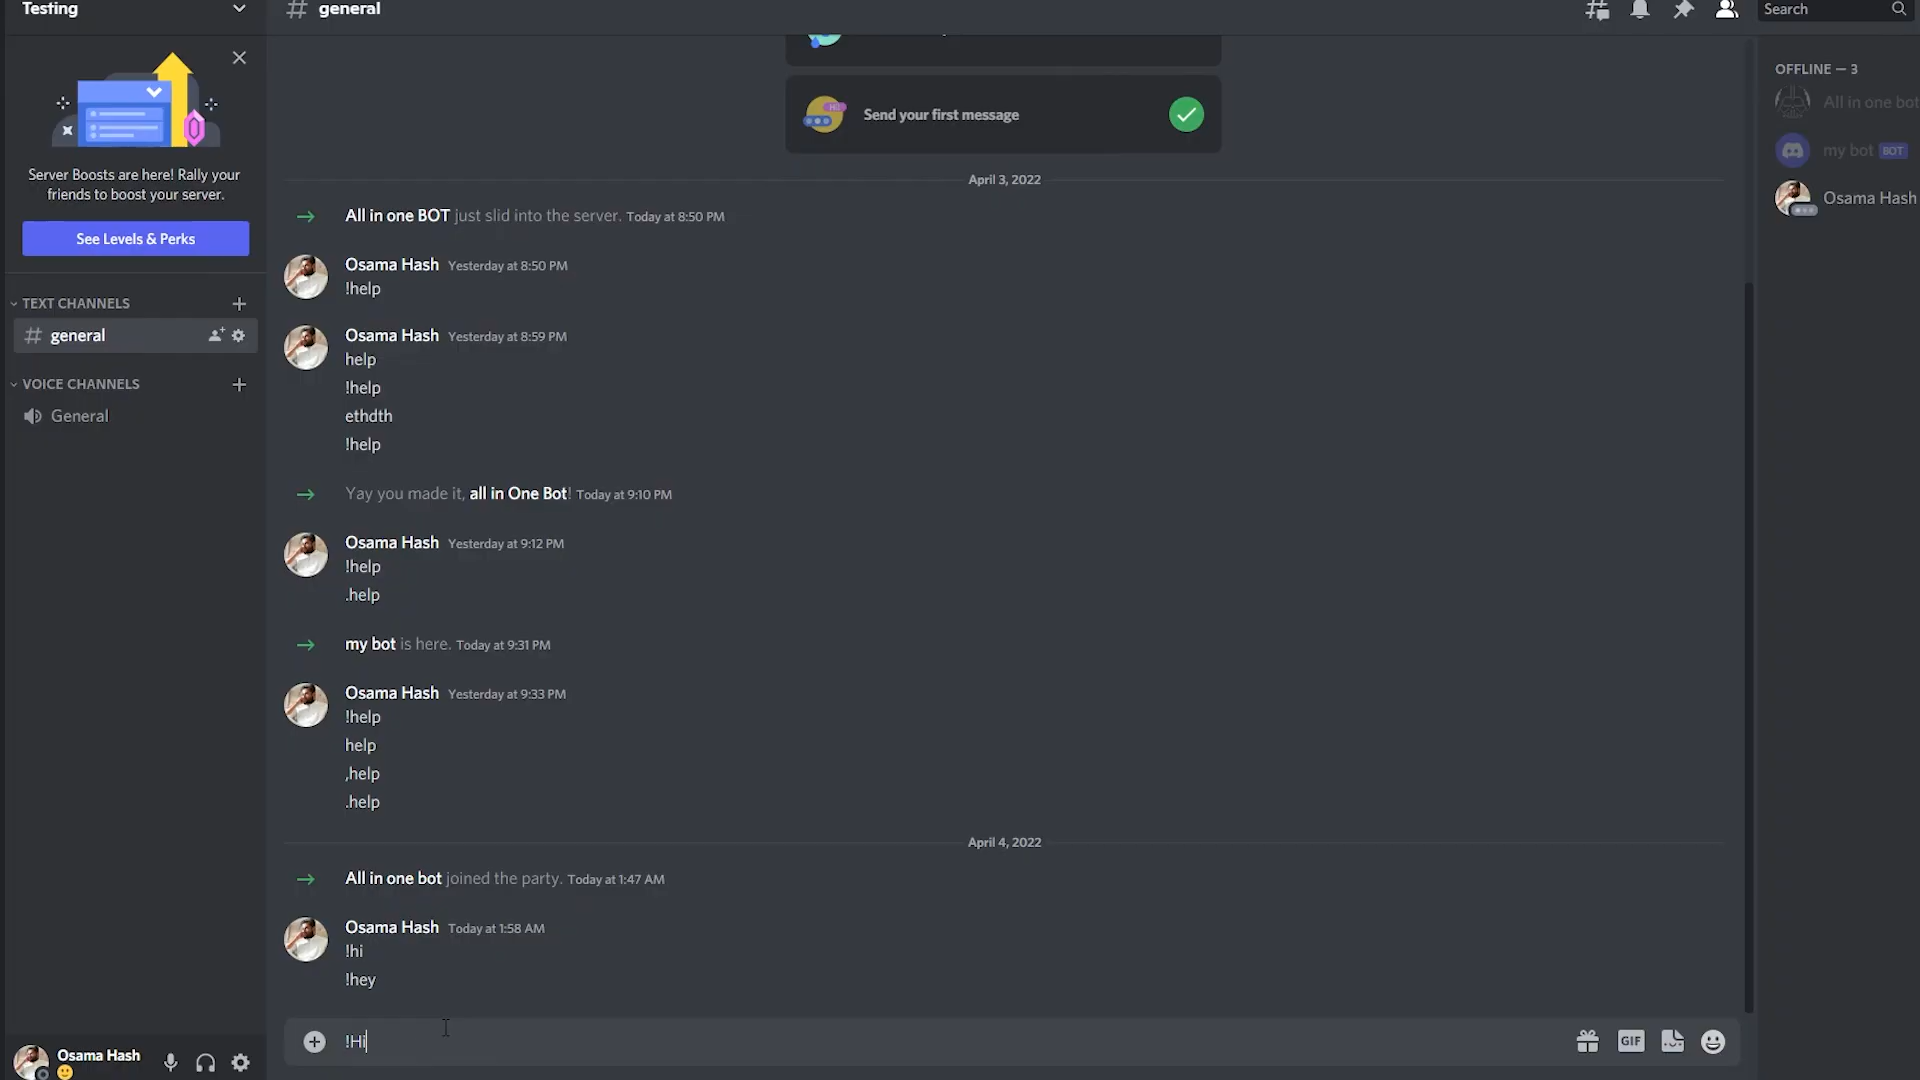 Testing
general
Search
Server Boosts are here! Rally your
friends to boost your server.
See Levels & Perks
TEXT CHANNELS
general
VOICE CHANNELS
General
Send your first message
April 3, 2022
All in one BOT just slid into the server. Today at 8:50 PM
Osama Hash Yesterday at 8:50 PM
!help
Osama Hash Yesterday at 8:59 PM
help
!help
ethdth
!help
Yay you made it, all in One Bot! Today at 9:10 PM
Osama Hash Yesterday at 9:12 PM
!help
.help
my bot is here. Today at 9:31 PM
Osama Hash Yesterday at 9:33 PM
!help
help
,help
.help
April 4, 2022
All in one bot joined the party. Today at 1:47 AM
Osama Hash Today at 1:58 AM
!hi
!hey
!Hi
GIF
OFFLINE — 3
All in one bot
my bot BOT
Osama Hash
Osama Hash